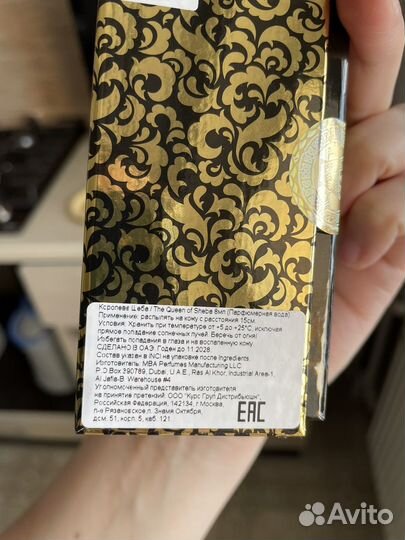 Королева Шеба / The Queen of Sheba 8мл (Парфюмерная вода)
Применение: распылять на кожу с расстояния 15см.
Условия: Хранить при температуре от +5 до +25°C, исключая
прямое попадание солнечных лучей. Беречь от огня!
Избегать попадания в глаза и на воспаленную кожу.
СДЕЛАНО В ОАЭ. Годен до 11.2028
Состав указан в INCI на упаковке после Ingredients.
Изготовитель: MBA Perfumes Manufacturing LLC
P.O Box 390789, Dubai, U.A.E., Ras Al Khor, Industrial Area-1,
Al Jafla-B. Warehouse #4
Уполномоченный представитель изготовителя
на принятие претензий: ООО "Курс Груп Дистрибьюшн",
Российская Федерация, 142134, г Москва,
п-е Рязановское п. Знамя Октября,
дом. 51, корп. 5, каб. 121
EAC
Avito